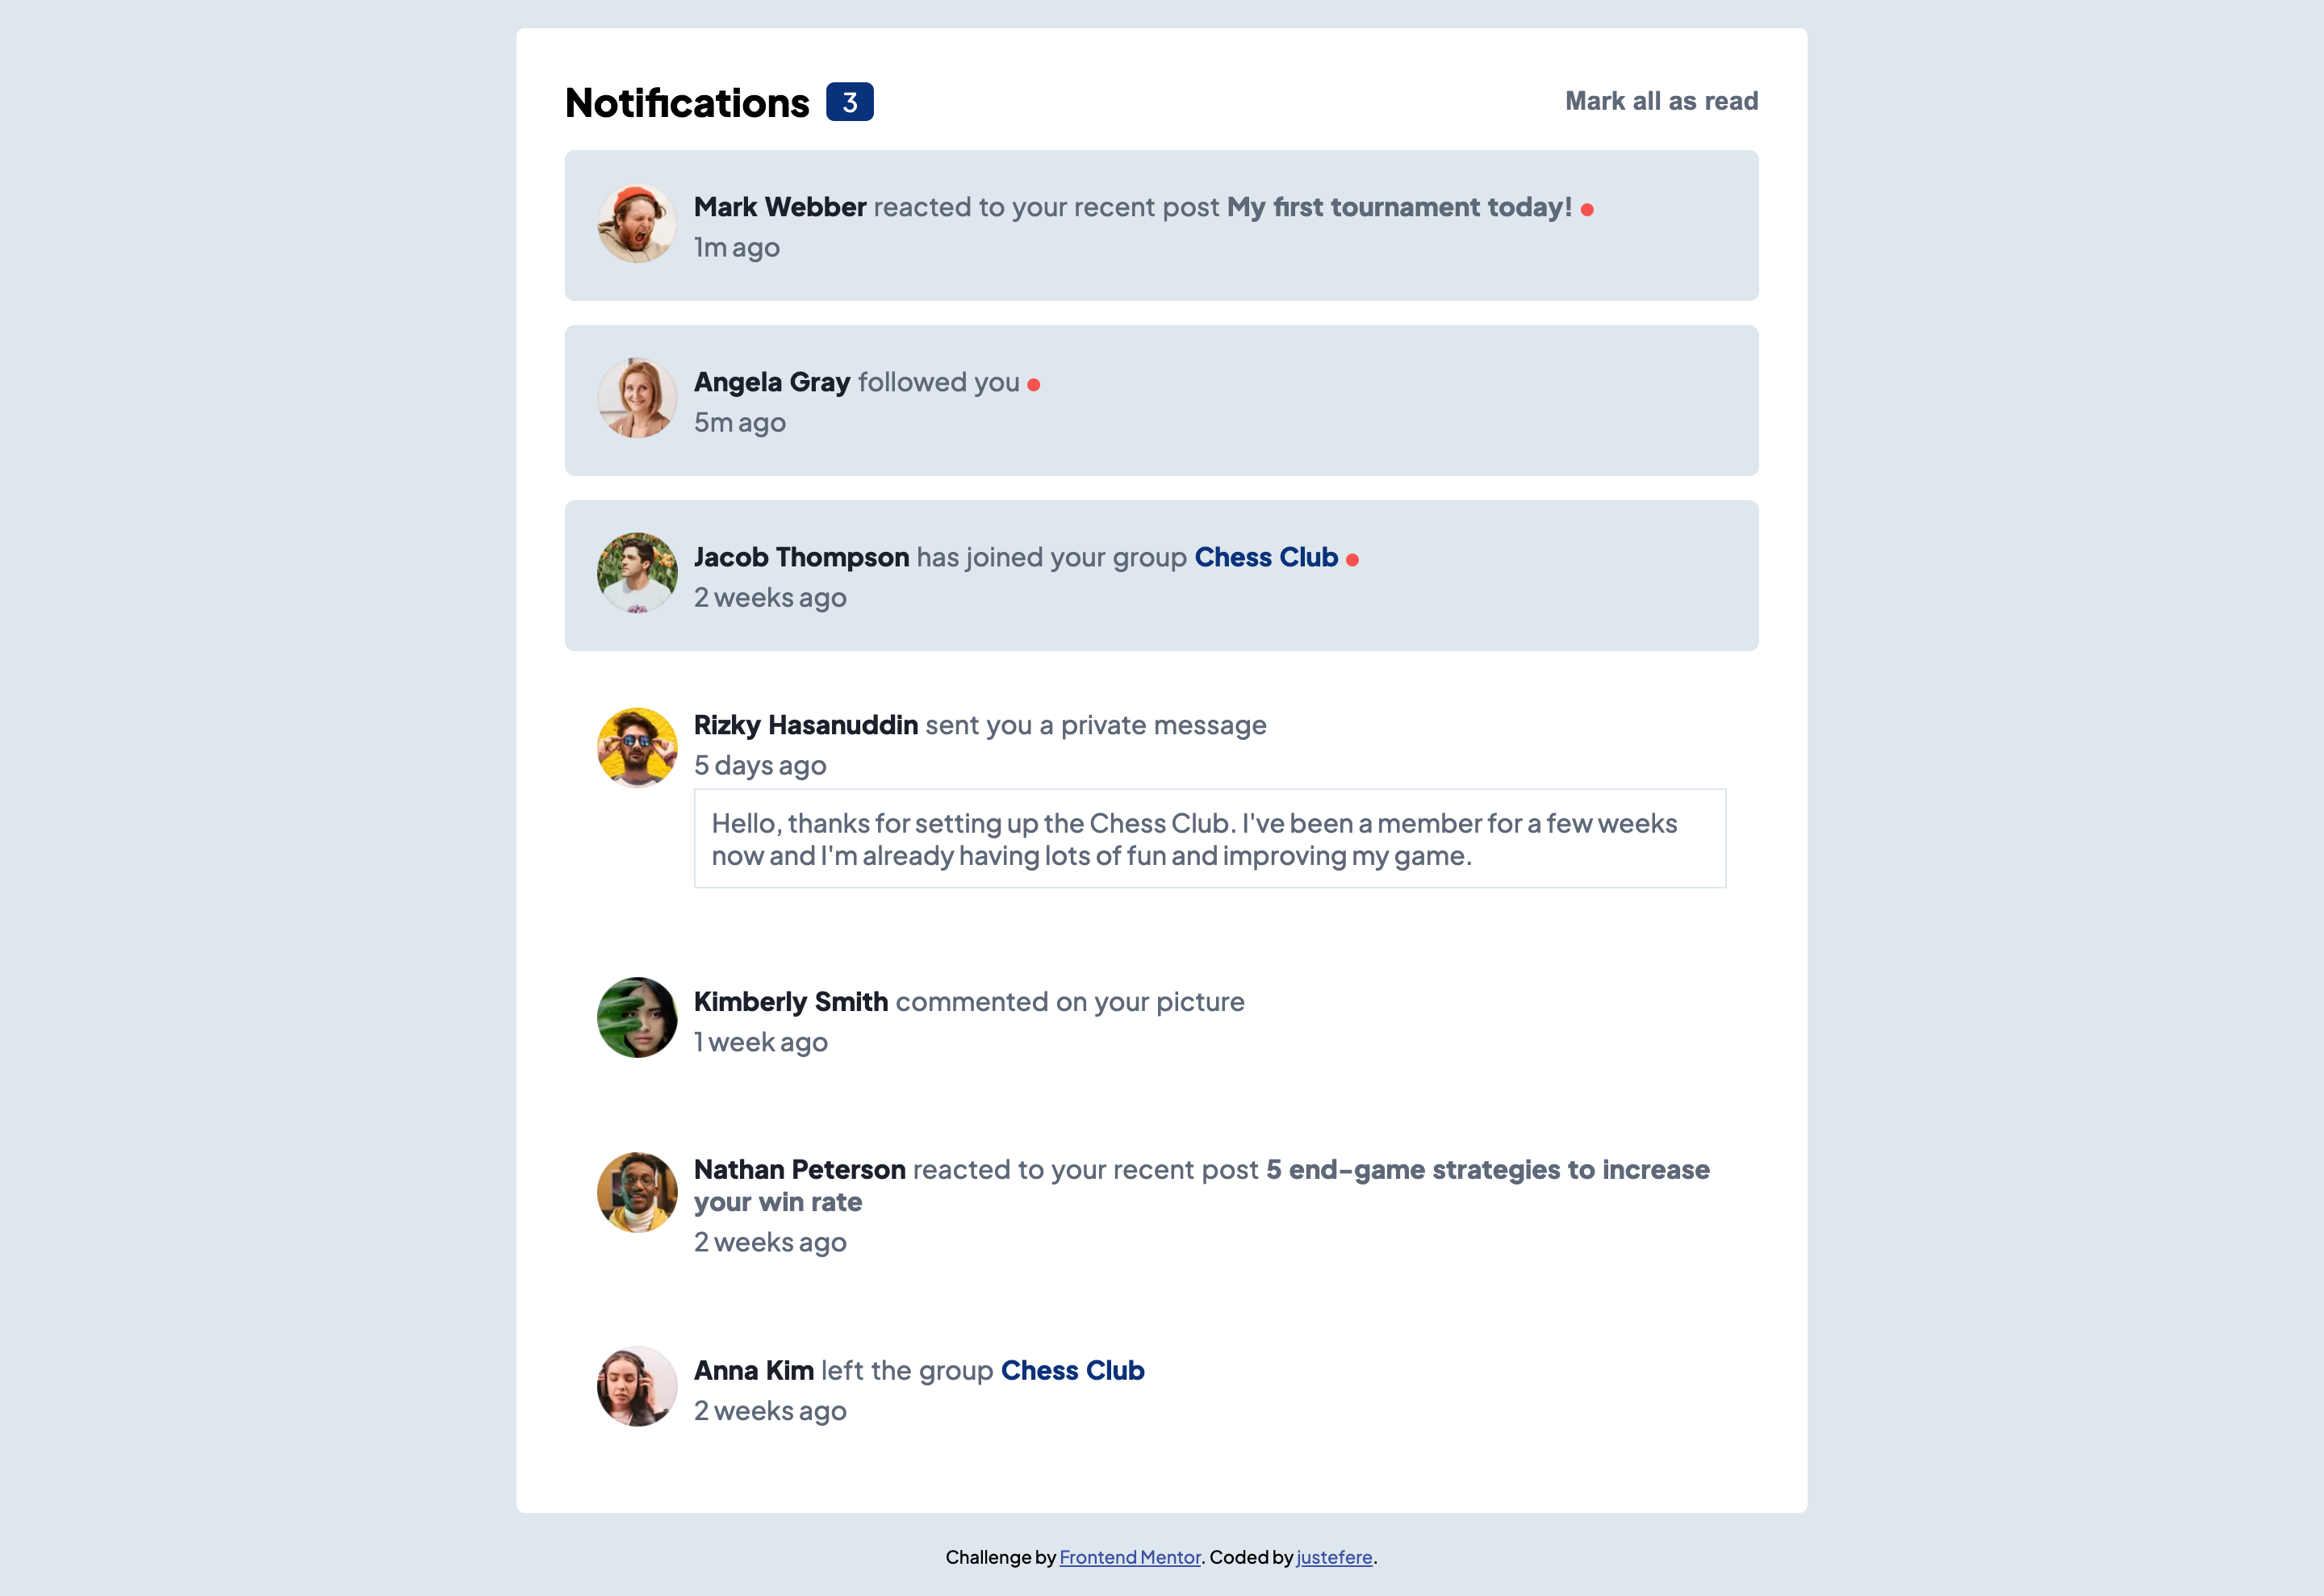 Notifications 3 Mark all as read
Mark Webber reacted to your recent post My first tournament today!
1m ago
Angela Gray followed you
5m ago
Jacob Thompson has joined your group Chess Club
2 weeks ago
Rizky Hasanuddin sent you a private message
5 days ago
Hello, thanks for setting up the Chess Club. I've been a member for a few weeks
now and I'm already having lots of fun and improving my game.
Kimberly Smith commented on your picture
1 week ago
Nathan Peterson reacted to your recent post 5 end-game strategies to increase
your win rate
2 weeks ago
Anna Kim left the group Chess Club
2 weeks ago
Challenge by Frontend Mentor. Coded by justefere.